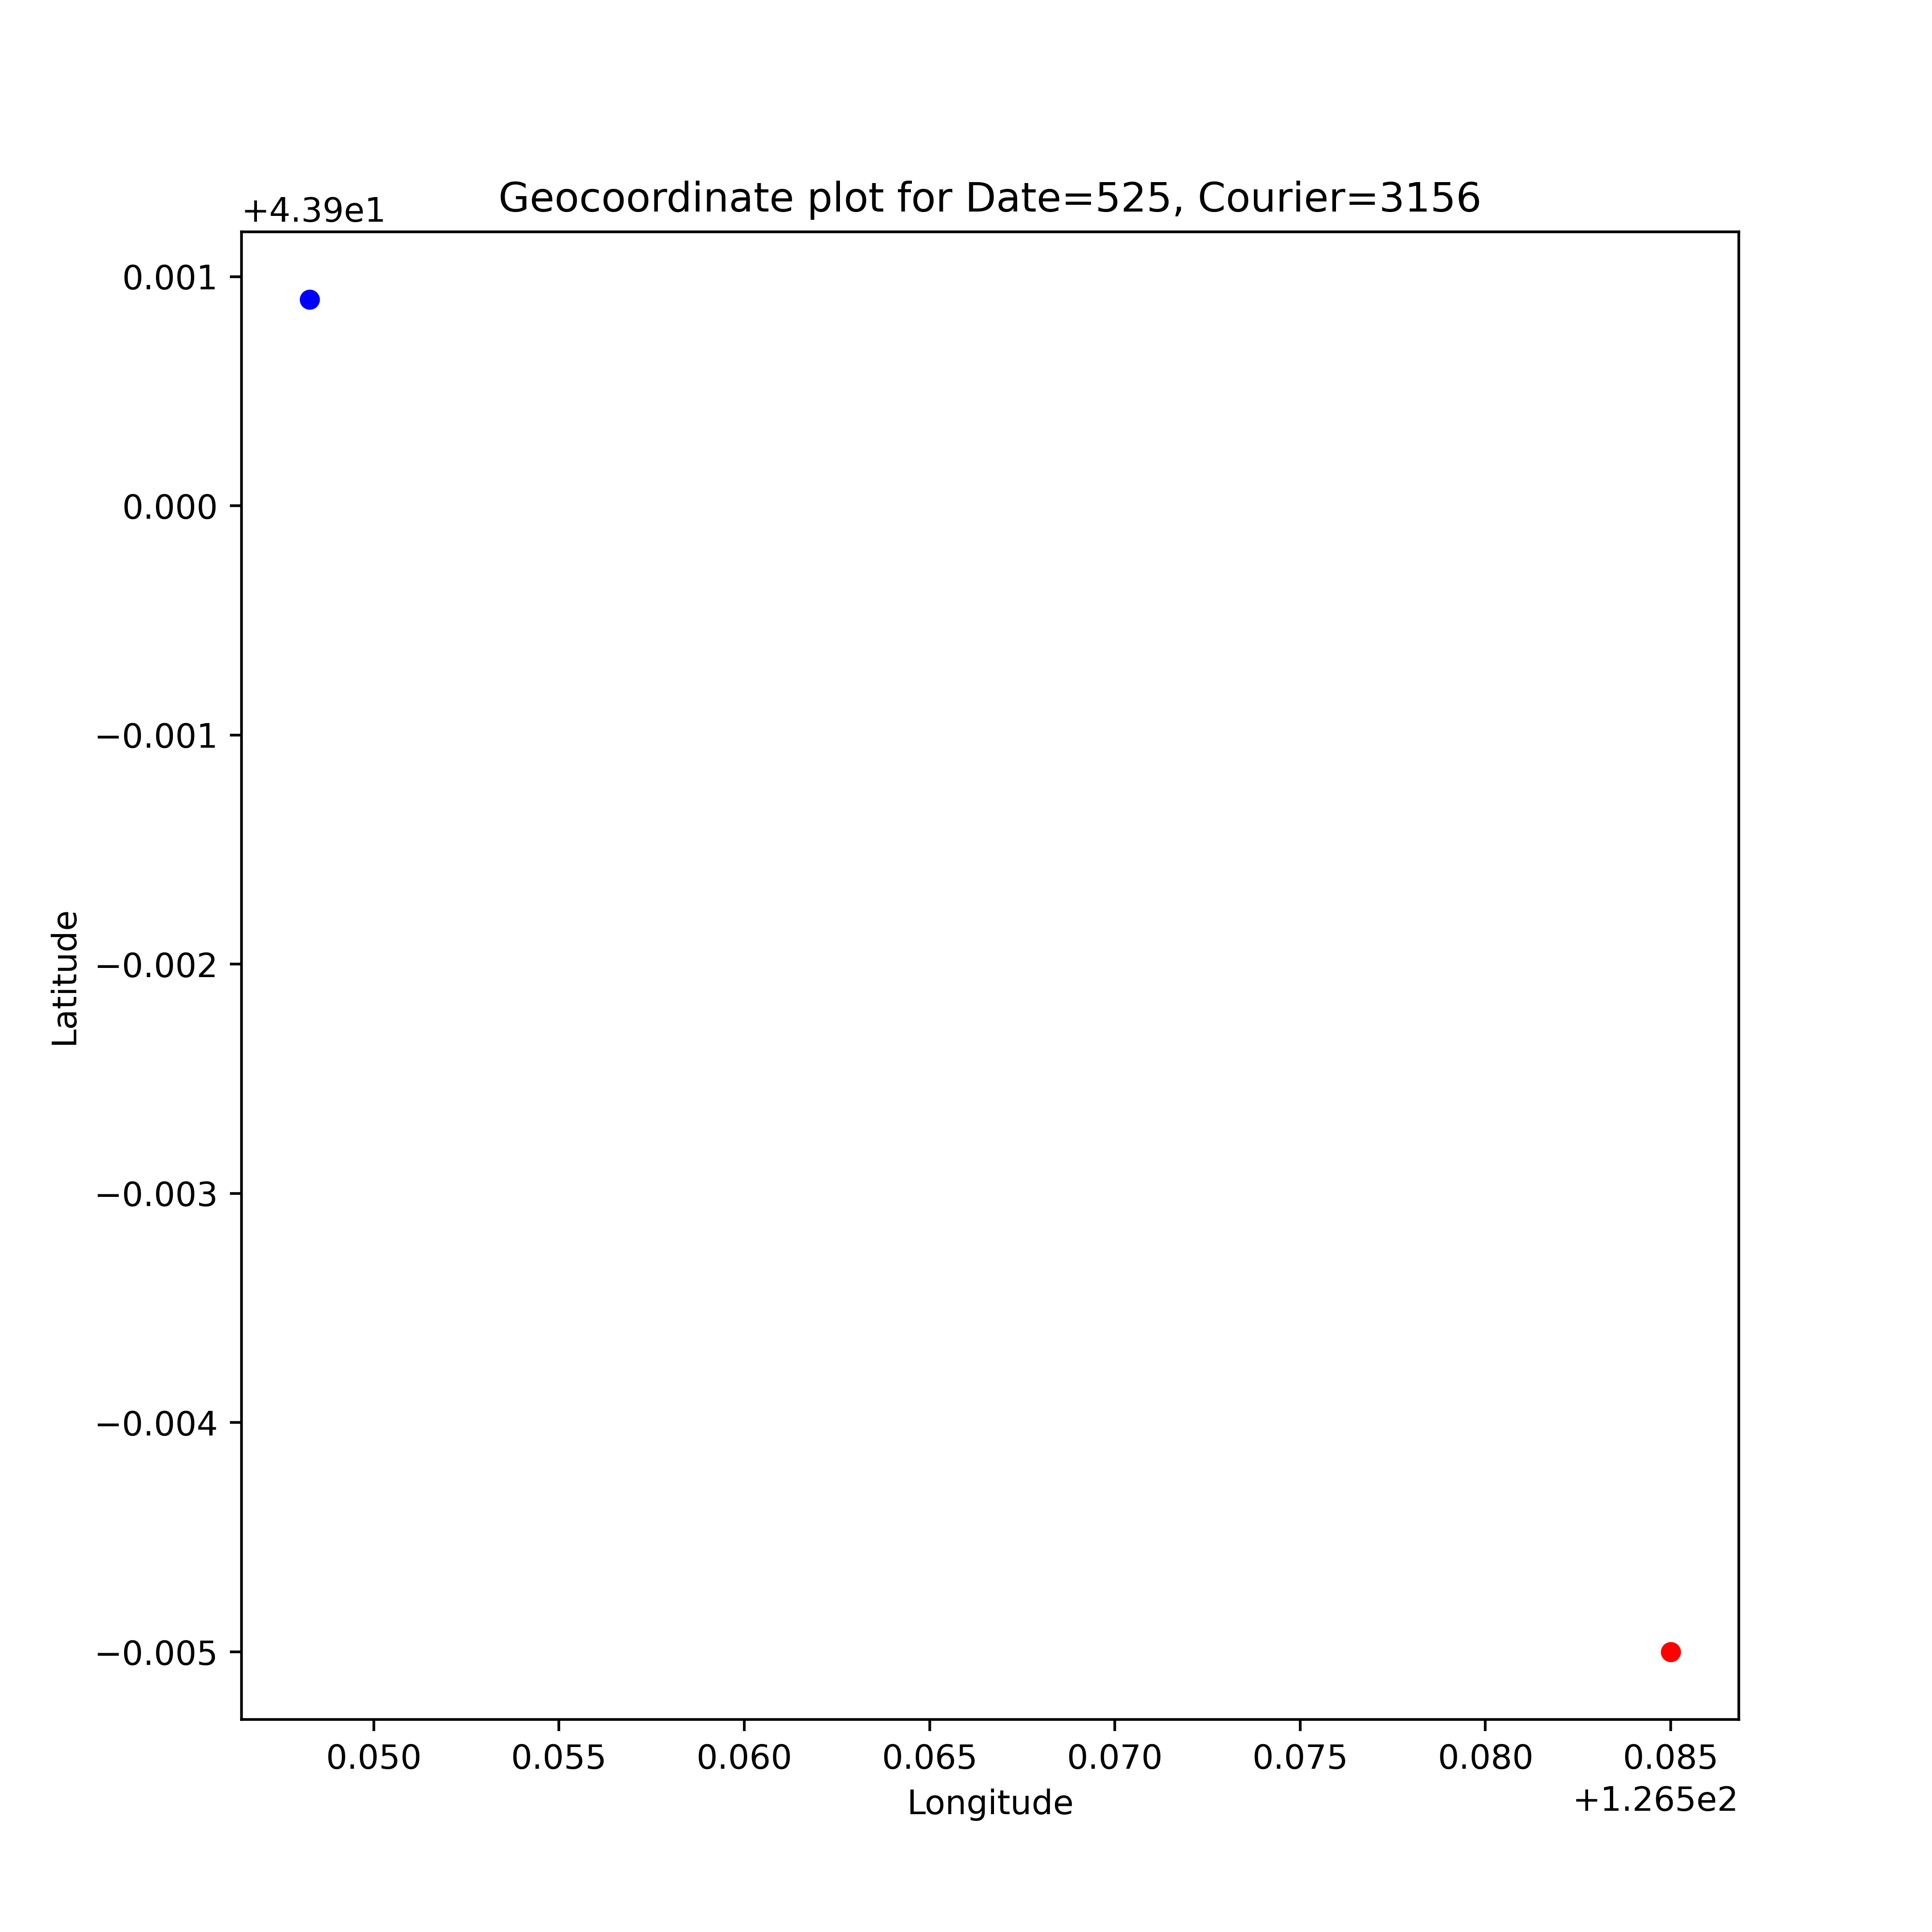 Geocoordinate plot for Date=525, Courier=3156
+4.39e1
0.001
0.000
−0.001
−0.002
−0.003
−0.004
−0.005
Latitude
0.050 0.055 0.060 0.065 0.070 0.075 0.080 0.085
Longitude
+1.265e2